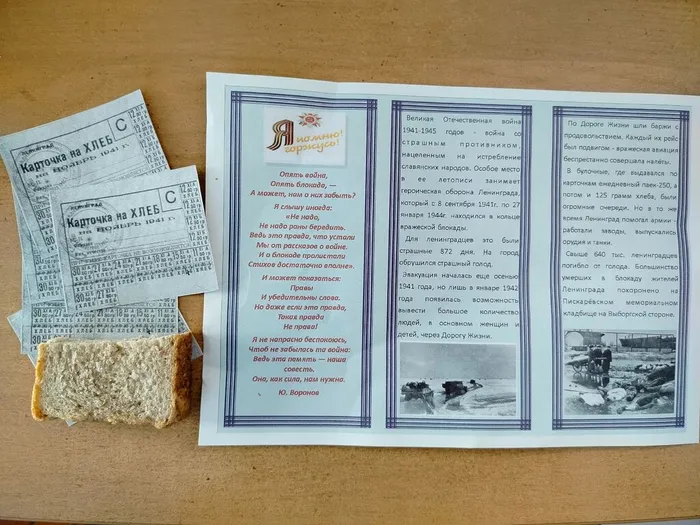 С
ЛЕНИНГРАД
Карточка на ХЛЕБ
на НОЯБРЬ 1941 г.
С
Карточка на ХЛЕБ
на НОЯБРЬ 1941 г.
Я помню!
горжусь!
Опять война,
Опять блокада, —
А может, нам о них забыть?
Я слышу иногда:
«Не надо,
Не надо раны бередить.
Ведь это правда, что устали
Мы от рассказов о войне.
И о блокаде пролистали
Стихов достаточно вполне».
И может показаться:
Правы
И убедительны слова.
Но даже если это правда,
Такая правда
Не права!
Я не напрасно беспокоюсь,
Чтоб не забылась та война:
Ведь эта память — наша
совесть.
Она, как сила, нам нужна.
Ю. Воронов
Великая Отечественная война
1941-1945 годов - война со
страшным противником,
нацеленным на истребление
славянских народов. Особое место
в ее летописи занимает
героическая оборона Ленинграда,
который с 8 сентября 1941г. по 27
января 1944г. находился в кольце
вражеской блокады.
Для ленинградцев это были
страшные 872 дня. На город
обрушился страшный голод.
Эвакуация началась еще осенью
1941 года, но лишь в январе 1942
года появилась возможность
вывести большое количество
людей, в основном женщин и
детей, через Дорогу Жизни.
По Дороге Жизни шли баржи с
продовольствием. Каждый их рейс
был подвигом - вражеская авиация
беспрестанно совершала налёты.
В булочные, где выдавался по
карточкам ежедневный паек-250, а
потом и 125 грамм хлеба, были
огромные очереди. Но и в то же
время Ленинград помогал армии -
работали заводы, выпускались
орудия и танки.
Свыше 640 тыс. ленинградцев
погибло от голода. Большинство
умерших в блокаду жителей
Ленинграда похоронено на
Пискарёвском мемориальном
кладбище на Выборгской стороне.